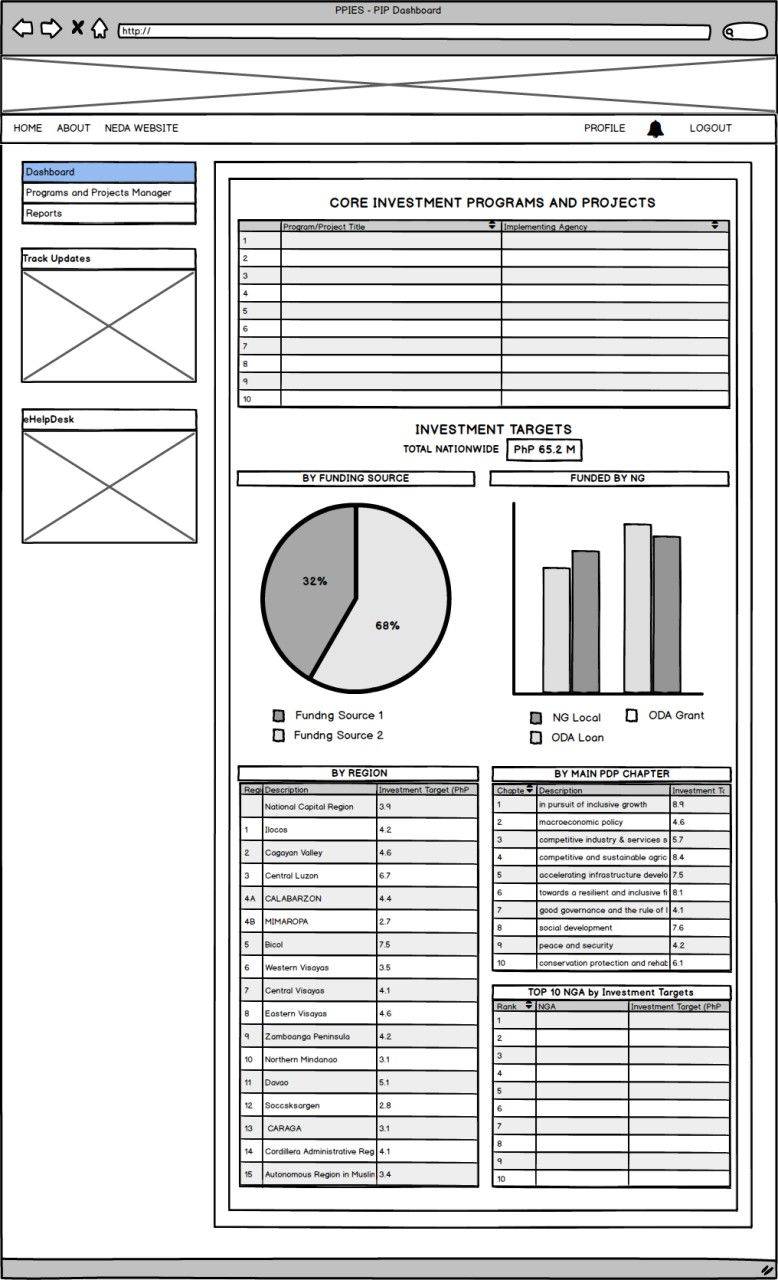 PPIES - PIP Dashboard
http://
HOME ABOUT NEDA WEBSITE PROFILE LOGOUT
Dashboard
Programs and Projects Manager
Reports
Track Updates
eHelpDesk
CORE INVESTMENT PROGRAMS AND PROJECTS
Program/Project Title Implementing Agency
1
2
3
4
5
6
7
8
9
10
INVESTMENT TARGETS
TOTAL NATIONWIDE PhP 65.2 M
BY FUNDING SOURCE
32%
68%
Fundng Source 1
Fundng Source 2
FUNDED BY NG
NG Local ODA Grant
ODA Loan
BY REGION
Regi Description Investment Target (PhP
National Capital Region 3.9
1 Ilocos 4.2
2 Cagayan Valley 4.6
3 Central Luzon 6.7
4A CALABARZON 4.4
4B MIMAROPA 2.7
5 Bicol 7.5
6 Western Visayas 3.5
7 Central Visayas 4.1
8 Eastern Visayas 4.6
9 Zamboanga Peninsula 4.2
10 Northern Mindanao 3.1
11 Davao 5.1
12 Soccsksargen 2.8
13 CARAGA 3.1
14 Cordillera Administrative Reg 4.1
15 Autonomous Region in Muslin 3.4
BY MAIN PDP CHAPTER
Chapte Description Investment Tc
1 in pursuit of inclusive growth 8.9
2 macroeconomic policy 4.6
3 competitive industry & services s 5.7
4 competitive and sustainable agric 8.4
5 accelerating infrastructure develo 7.5
6 towards a resilient and inclusive fi 8.1
7 good governance and the rule of l 4.1
8 social development 7.6
9 peace and security 4.2
10 conservation protection and rehab 6.1
TOP 10 NGA by Investment Targets
Rank NGA Investment Target (PhP
1
2
3
4
5
6
7
8
9
10